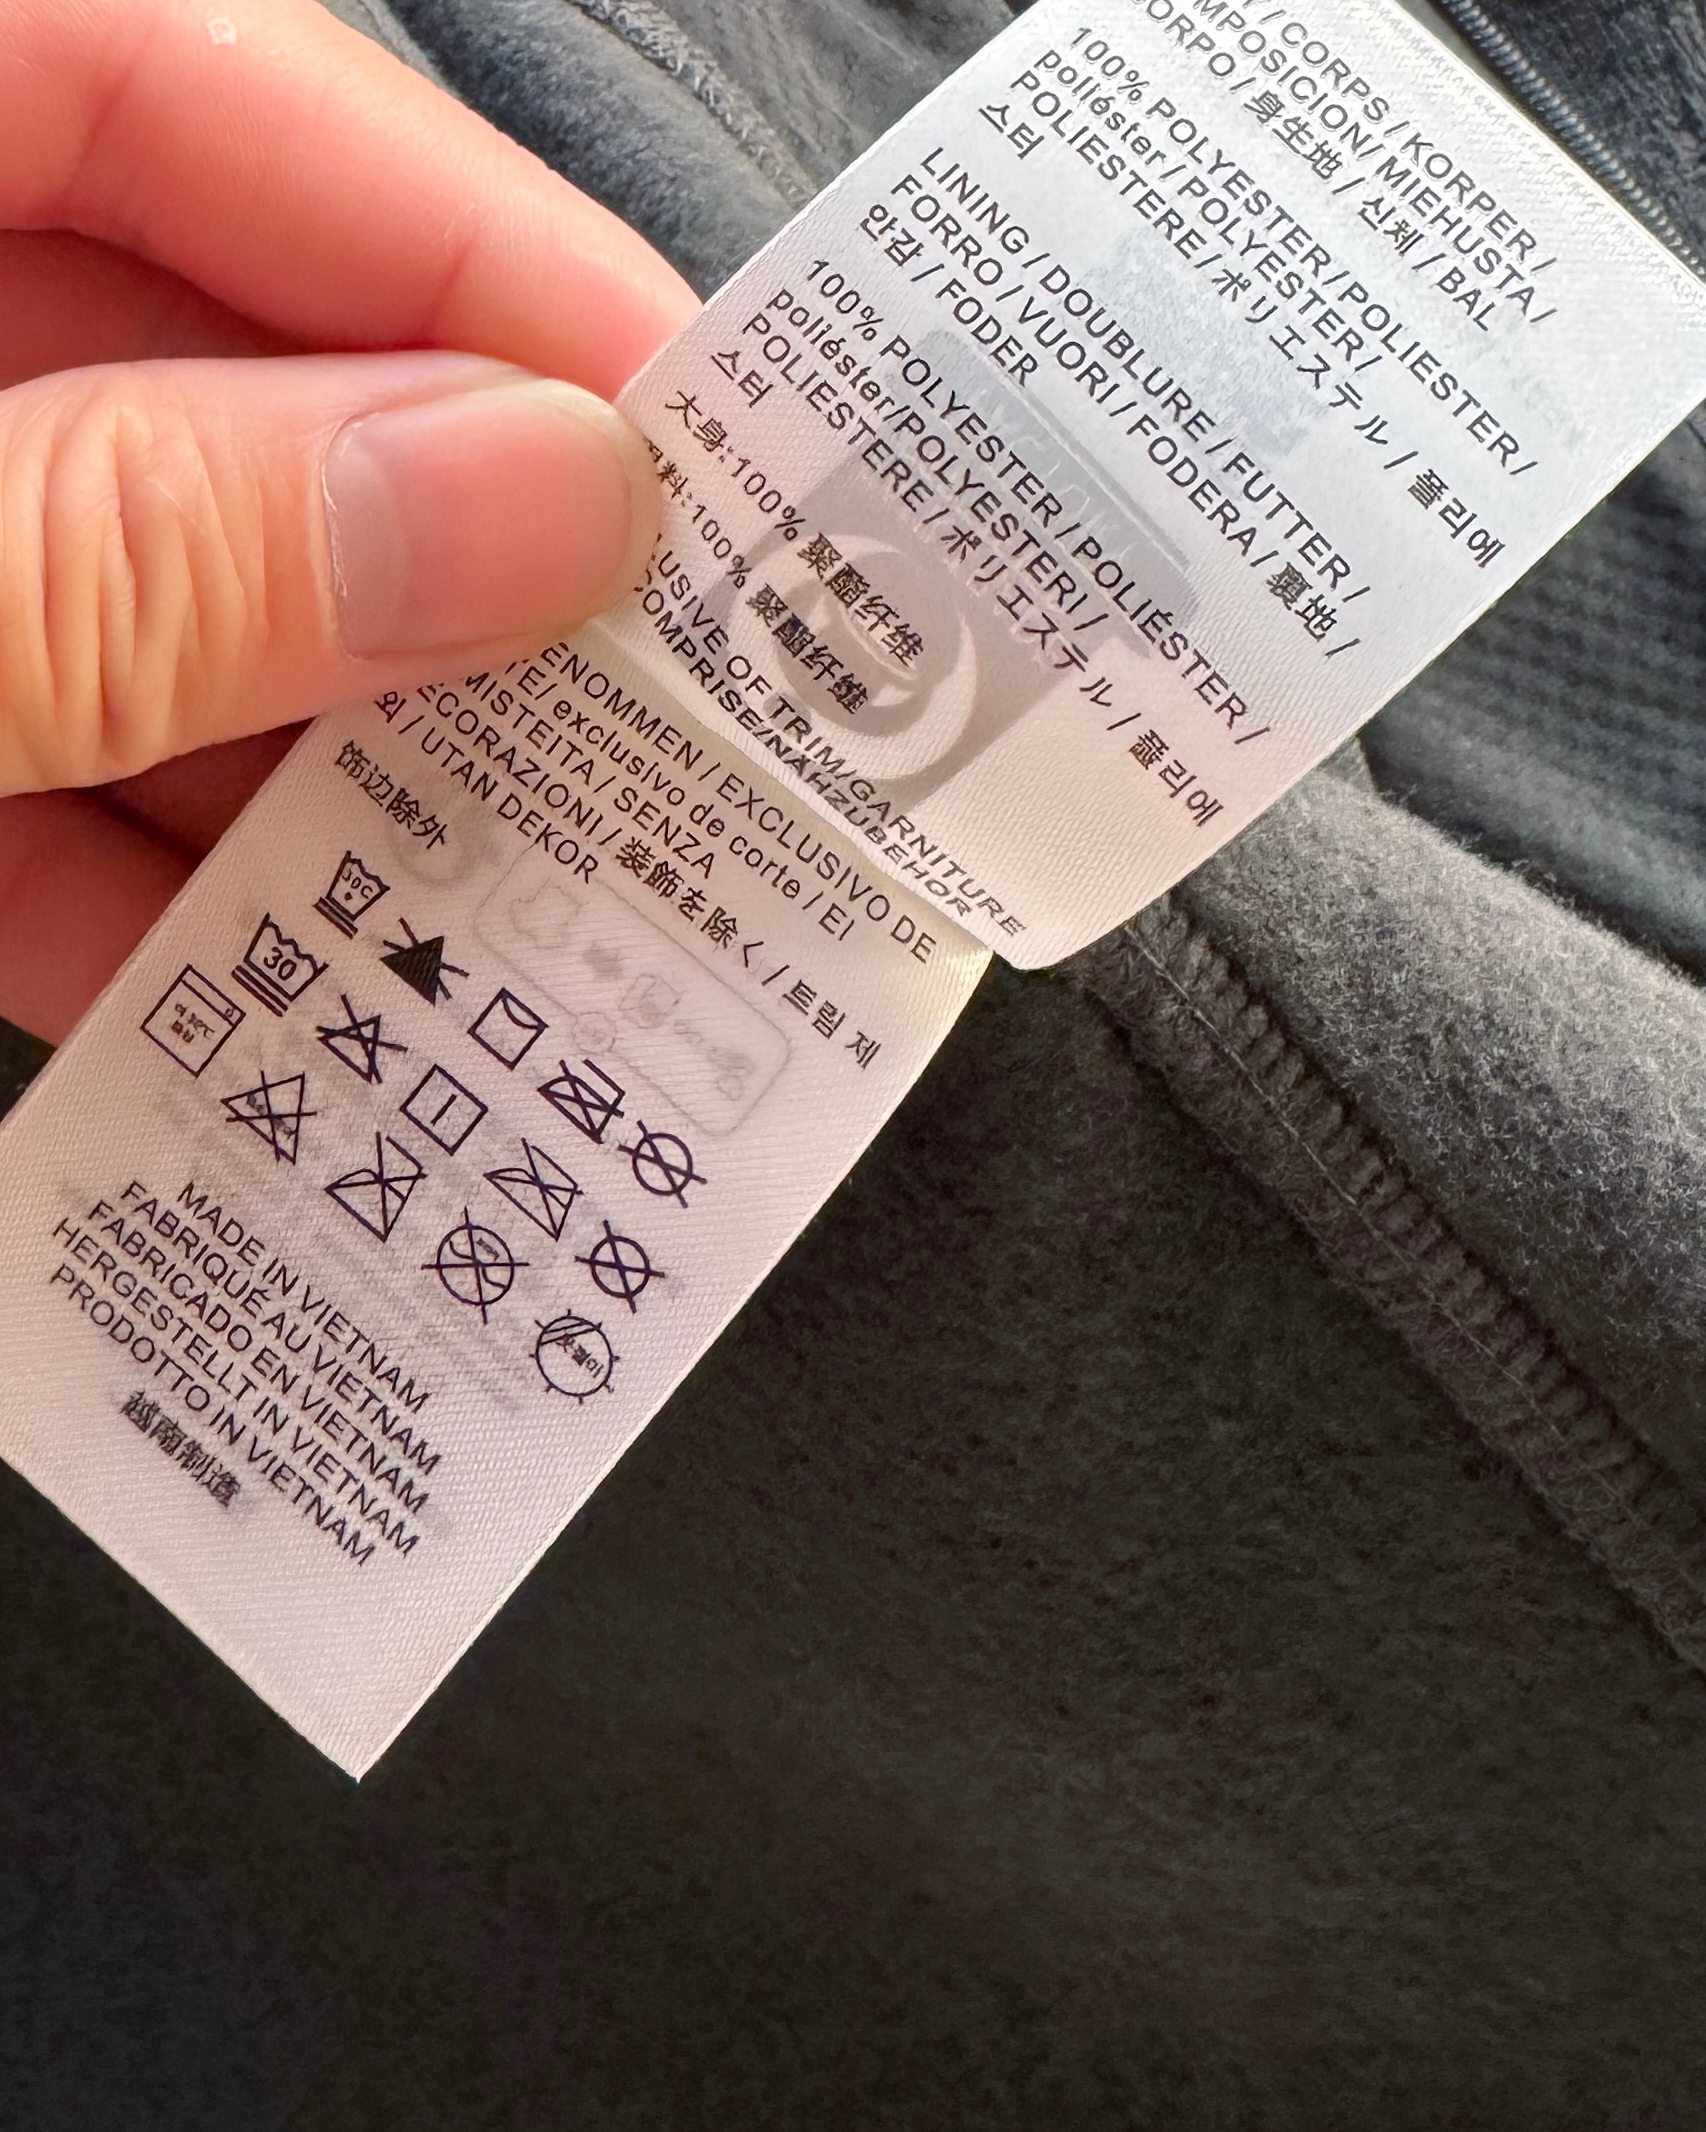 / CORPS / KORPER /
MPOSICION/ MIEHUSTA /
CORPO / 身生地 / 신체 / BAL
100% POLYESTER/ POLIESTER /
poliéster / POLYESTER/
POLIESTERE / ポリエステル / 폴리에
스터
LINING / DOUBLURE / FUTTER /
FORRO / VUORI / FODERA / 裏地 /
안감 / FODER
100% POLYESTER / POLIÉSTER /
poliéster/POLYESTERI /
POLIESTERE / ポリエステル / 폴리에
스터
大身:100% 聚酯纤维
料:100% 聚酯纤维
LUSIVE OF TRIM/GARNITURE
COMPRISE/NAHZUBEHOR
ENOMMEN / EXCLUSIVO DE
TE/ exclusivo de corte / EI
MISTEITA / SENZA
ECORAZIONI / 装飾を除く / 트림 제
외 / UTAN DEKOR
饰边除外
30C
30
MADE IN VIETNAM
FABRIQUÉ AU VIETNAM
FABRICADO EN VIETNAM
HERGESTELLT IN VIETNAM
PRODOTTO IN VIETNAM
越南制造